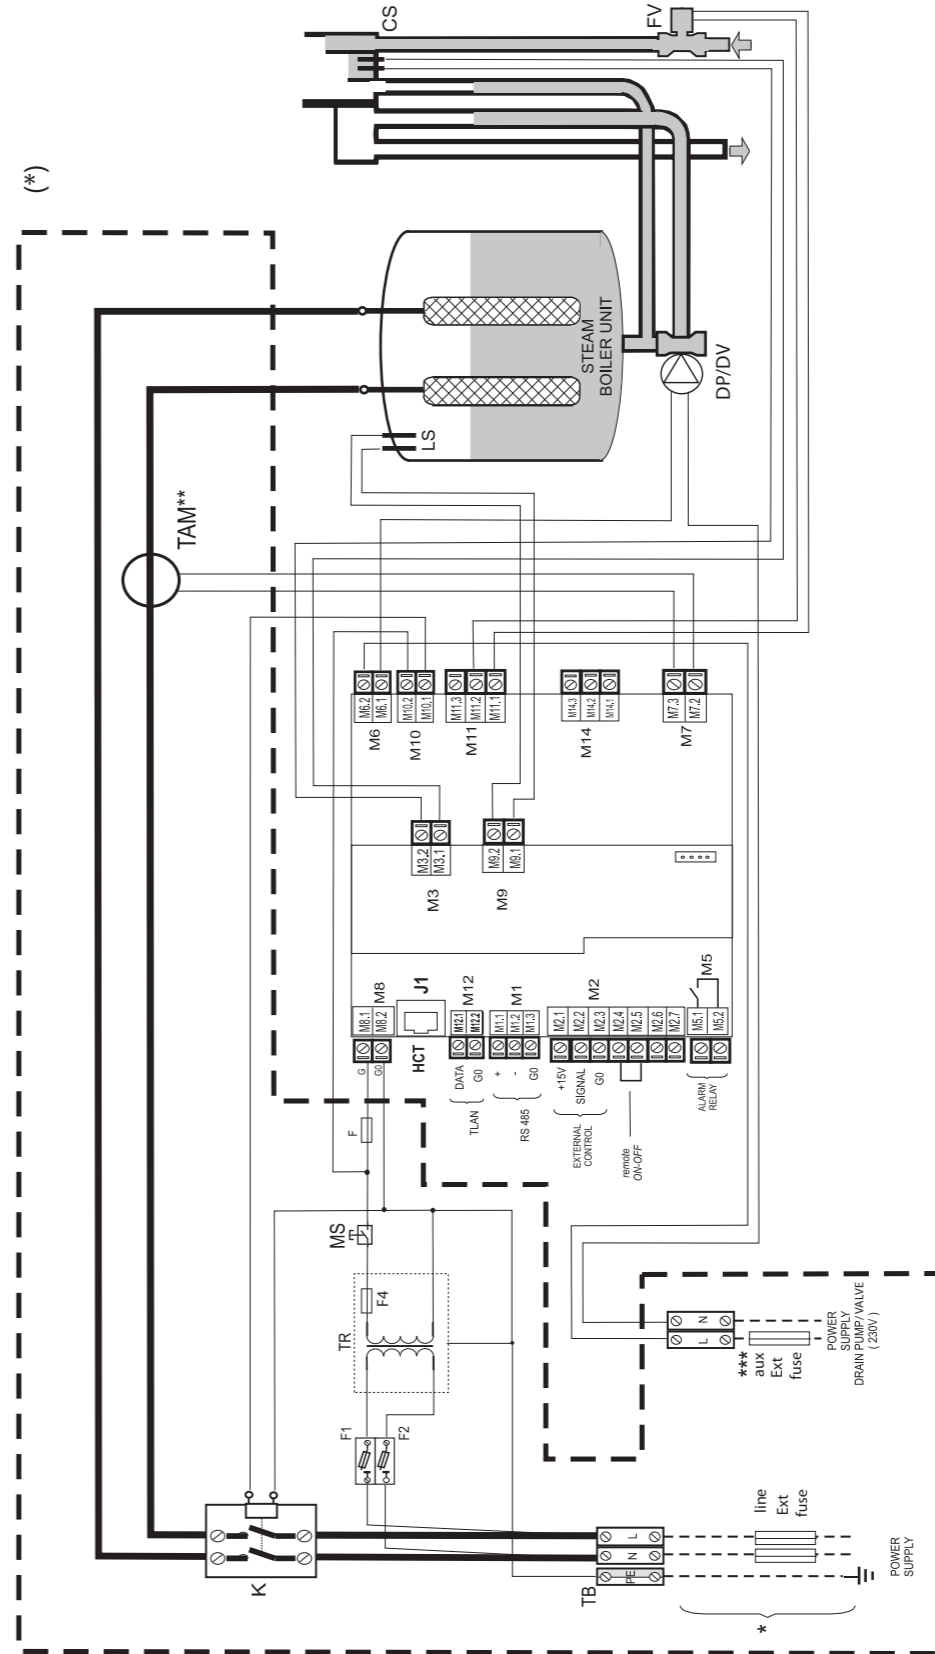 (*)
CS
FV
TAM**
STEAM
BOILER UNIT
LS
DP/DV
M6.2
M6.1
M6
M10.2
M10.1
M10
M11.3
M11.2
M11.1
M11
M14.3
M14.2
M14.1
M14
M7.3
M7.2
M7
M3.2
M3.1
M3
M9.2
M9.1
M9
M8.1
M8.2
M8
G
G0
J1
HCT
M12.1
M12.2
M12
DATA
G0
TLAN
M1.1
M1.2
M1.3
M1
+
-
G0
RS 485
M2.1
M2.2
M2.3
M2.4
M2.5
M2.6
M2.7
M2
+15V
SIGNAL
G0
EXTERNAL
CONTROL
remote
ON-OFF
M5.1
M5.2
M5
ALARM
RELAY
F
MS
F4
TR
F1
F2
K
TB
L
N
PE
line
Ext
fuse
POWER
SUPPLY
*
N
L
***
aux
Ext
fuse
POWER
SUPPLY
DRAIN PUMP/VALVE
( 230V )